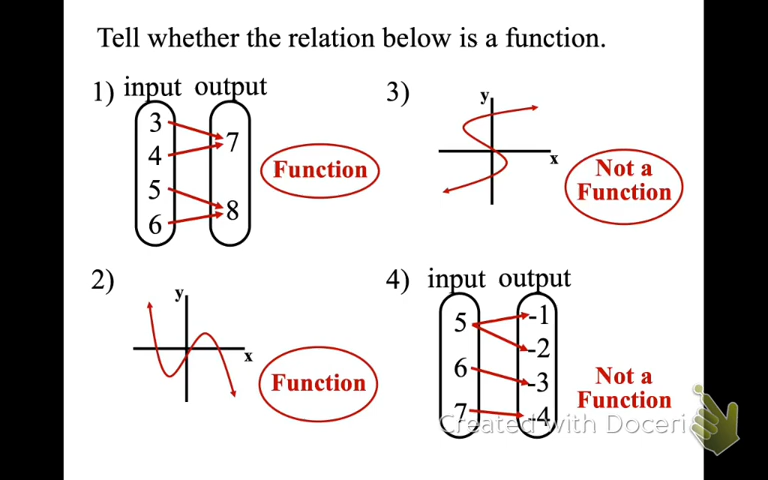 Tell whether the relation below is a function.
1) input output
3
4
5
6
7
8
Function
2)
y
x
Function
3)
y
x
Not a
Function
4) input output
5
6
7
-1
-2
-3
-4
Not a
Function
Created with Doceri